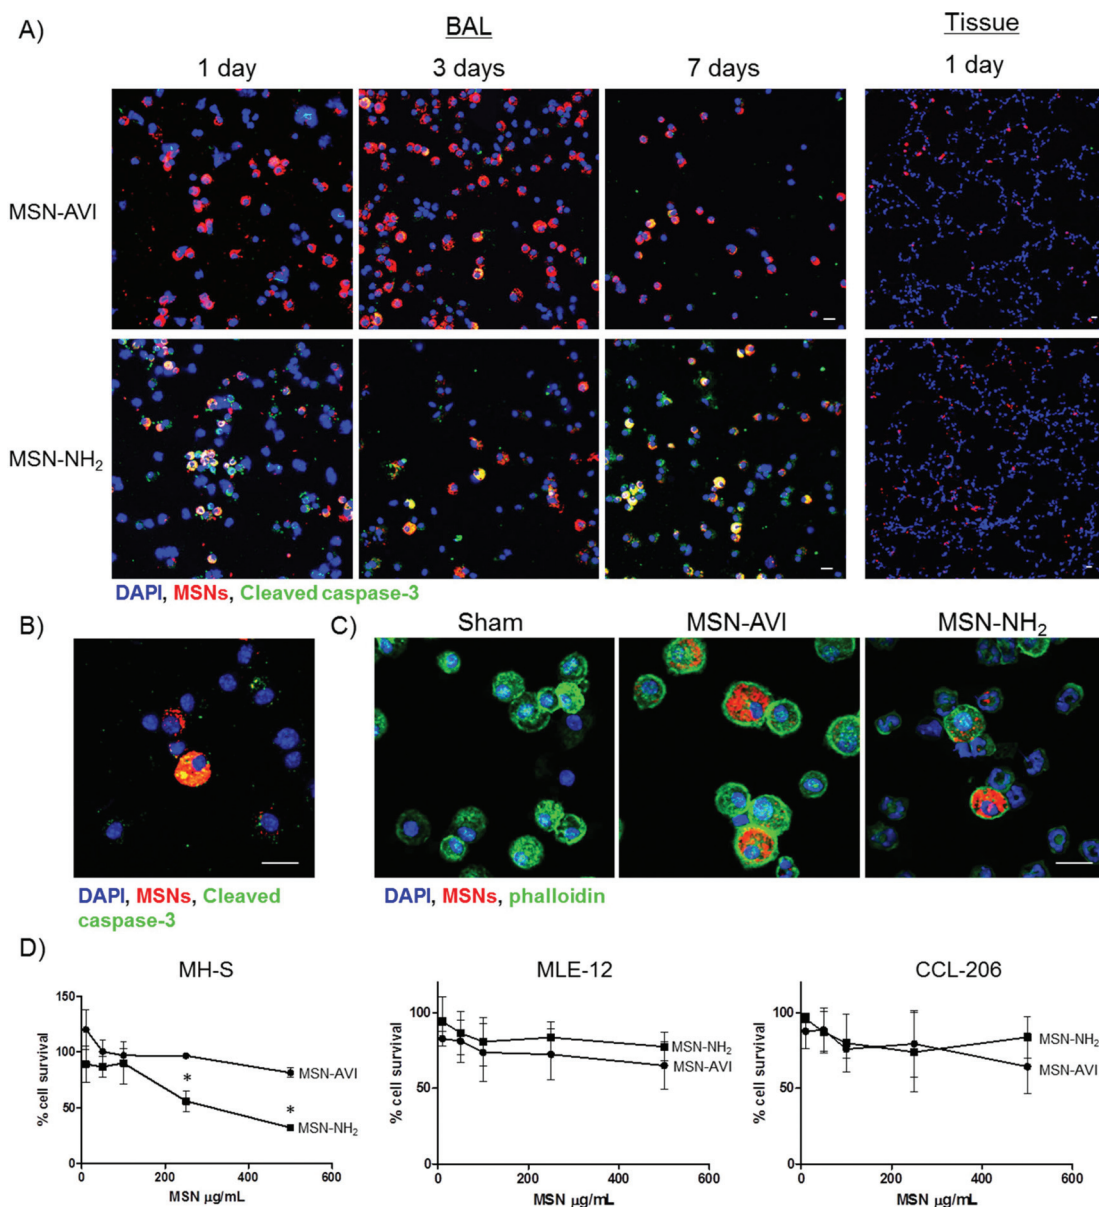 A)
BAL
Tissue
1 day
3 days
7 days
1 day
MSN-AVI
MSN-NH₂
DAPI, MSNs, Cleaved caspase-3
B)
C)
Sham
MSN-AVI
MSN-NH₂
DAPI, MSNs, Cleaved
caspase-3
DAPI, MSNs, phalloidin
D)
MH-S
% cell survival
150
100
50
0
0
200
400
600
MSN µg/mL
MSN-AVI
*
*
MSN-NH₂
MLE-12
% cell survival
100
50
0
0
200
400
600
MSN µg/mL
MSN-NH₂
MSN-AVI
CCL-206
% cell survival
100
50
0
0
200
400
600
MSN µg/mL
MSN-NH₂
MSN-AVI